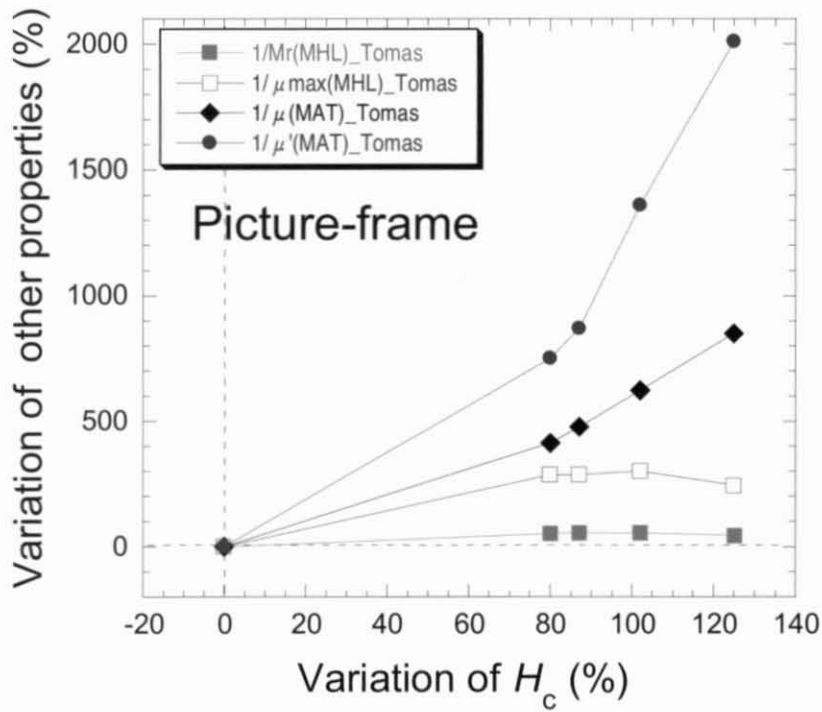 Variation of other properties (%)
2000
1500
1000
500
0
1/Mr(MHL)_Tomas
1/μmax(MHL)_Tomas
1/μ(MAT)_Tomas
1/μ'(MAT)_Tomas
Picture-frame
-20 0 20 40 60 80 100 120 140
Variation of Hc (%)